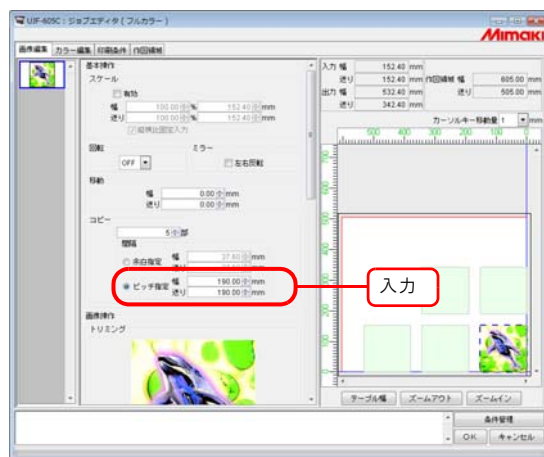 UJF-605C：ジョブエディタ ( フルカラー )
Mimaki
画像編集 カラー編集 印刷条件 作図領域
基本操作
スケール
有効
幅 100.00 % 152.40 mm
送り 100.00 % 152.40 mm
縦横比固定入力
回転 ミラー
OFF 左右反転
移動
幅 0.00 mm
送り 0.00 mm
コピー
5 部
間隔
余白指定 幅 37.60 mm
送り mm
ピッチ指定 幅 190.00 mm
送り 190.00 mm
画像操作
トリミング
入力 幅 152.40 mm
送り 152.40 mm 作図領域 幅 605.00 mm
出力 幅 532.40 mm 送り 505.00 mm
送り 342.40 mm
カーソルキー移動量 1 mm
500 400 300 200 100 0
入力
テーブル幅 ズームアウト ズームイン
条件管理
OK キャンセル